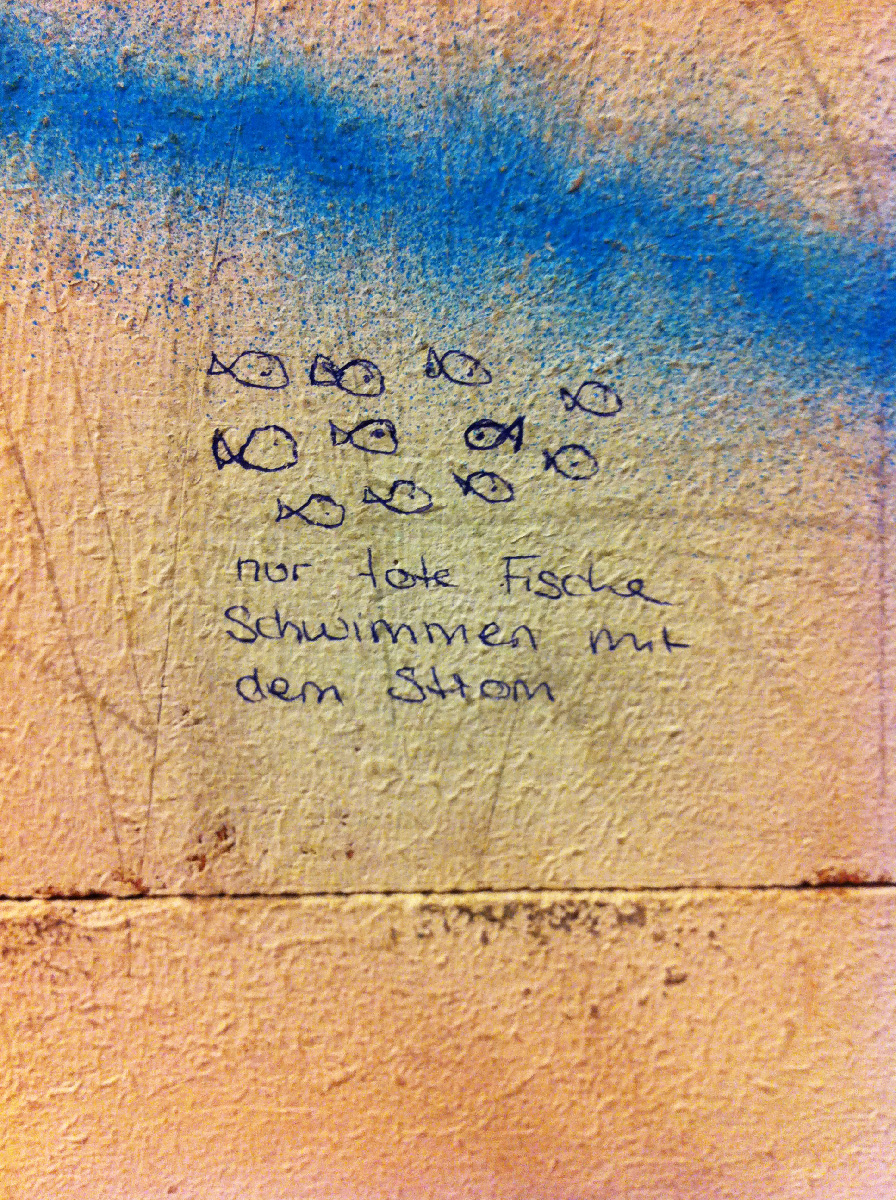 nur tote Fische
Schwimmen mit
dem Strom